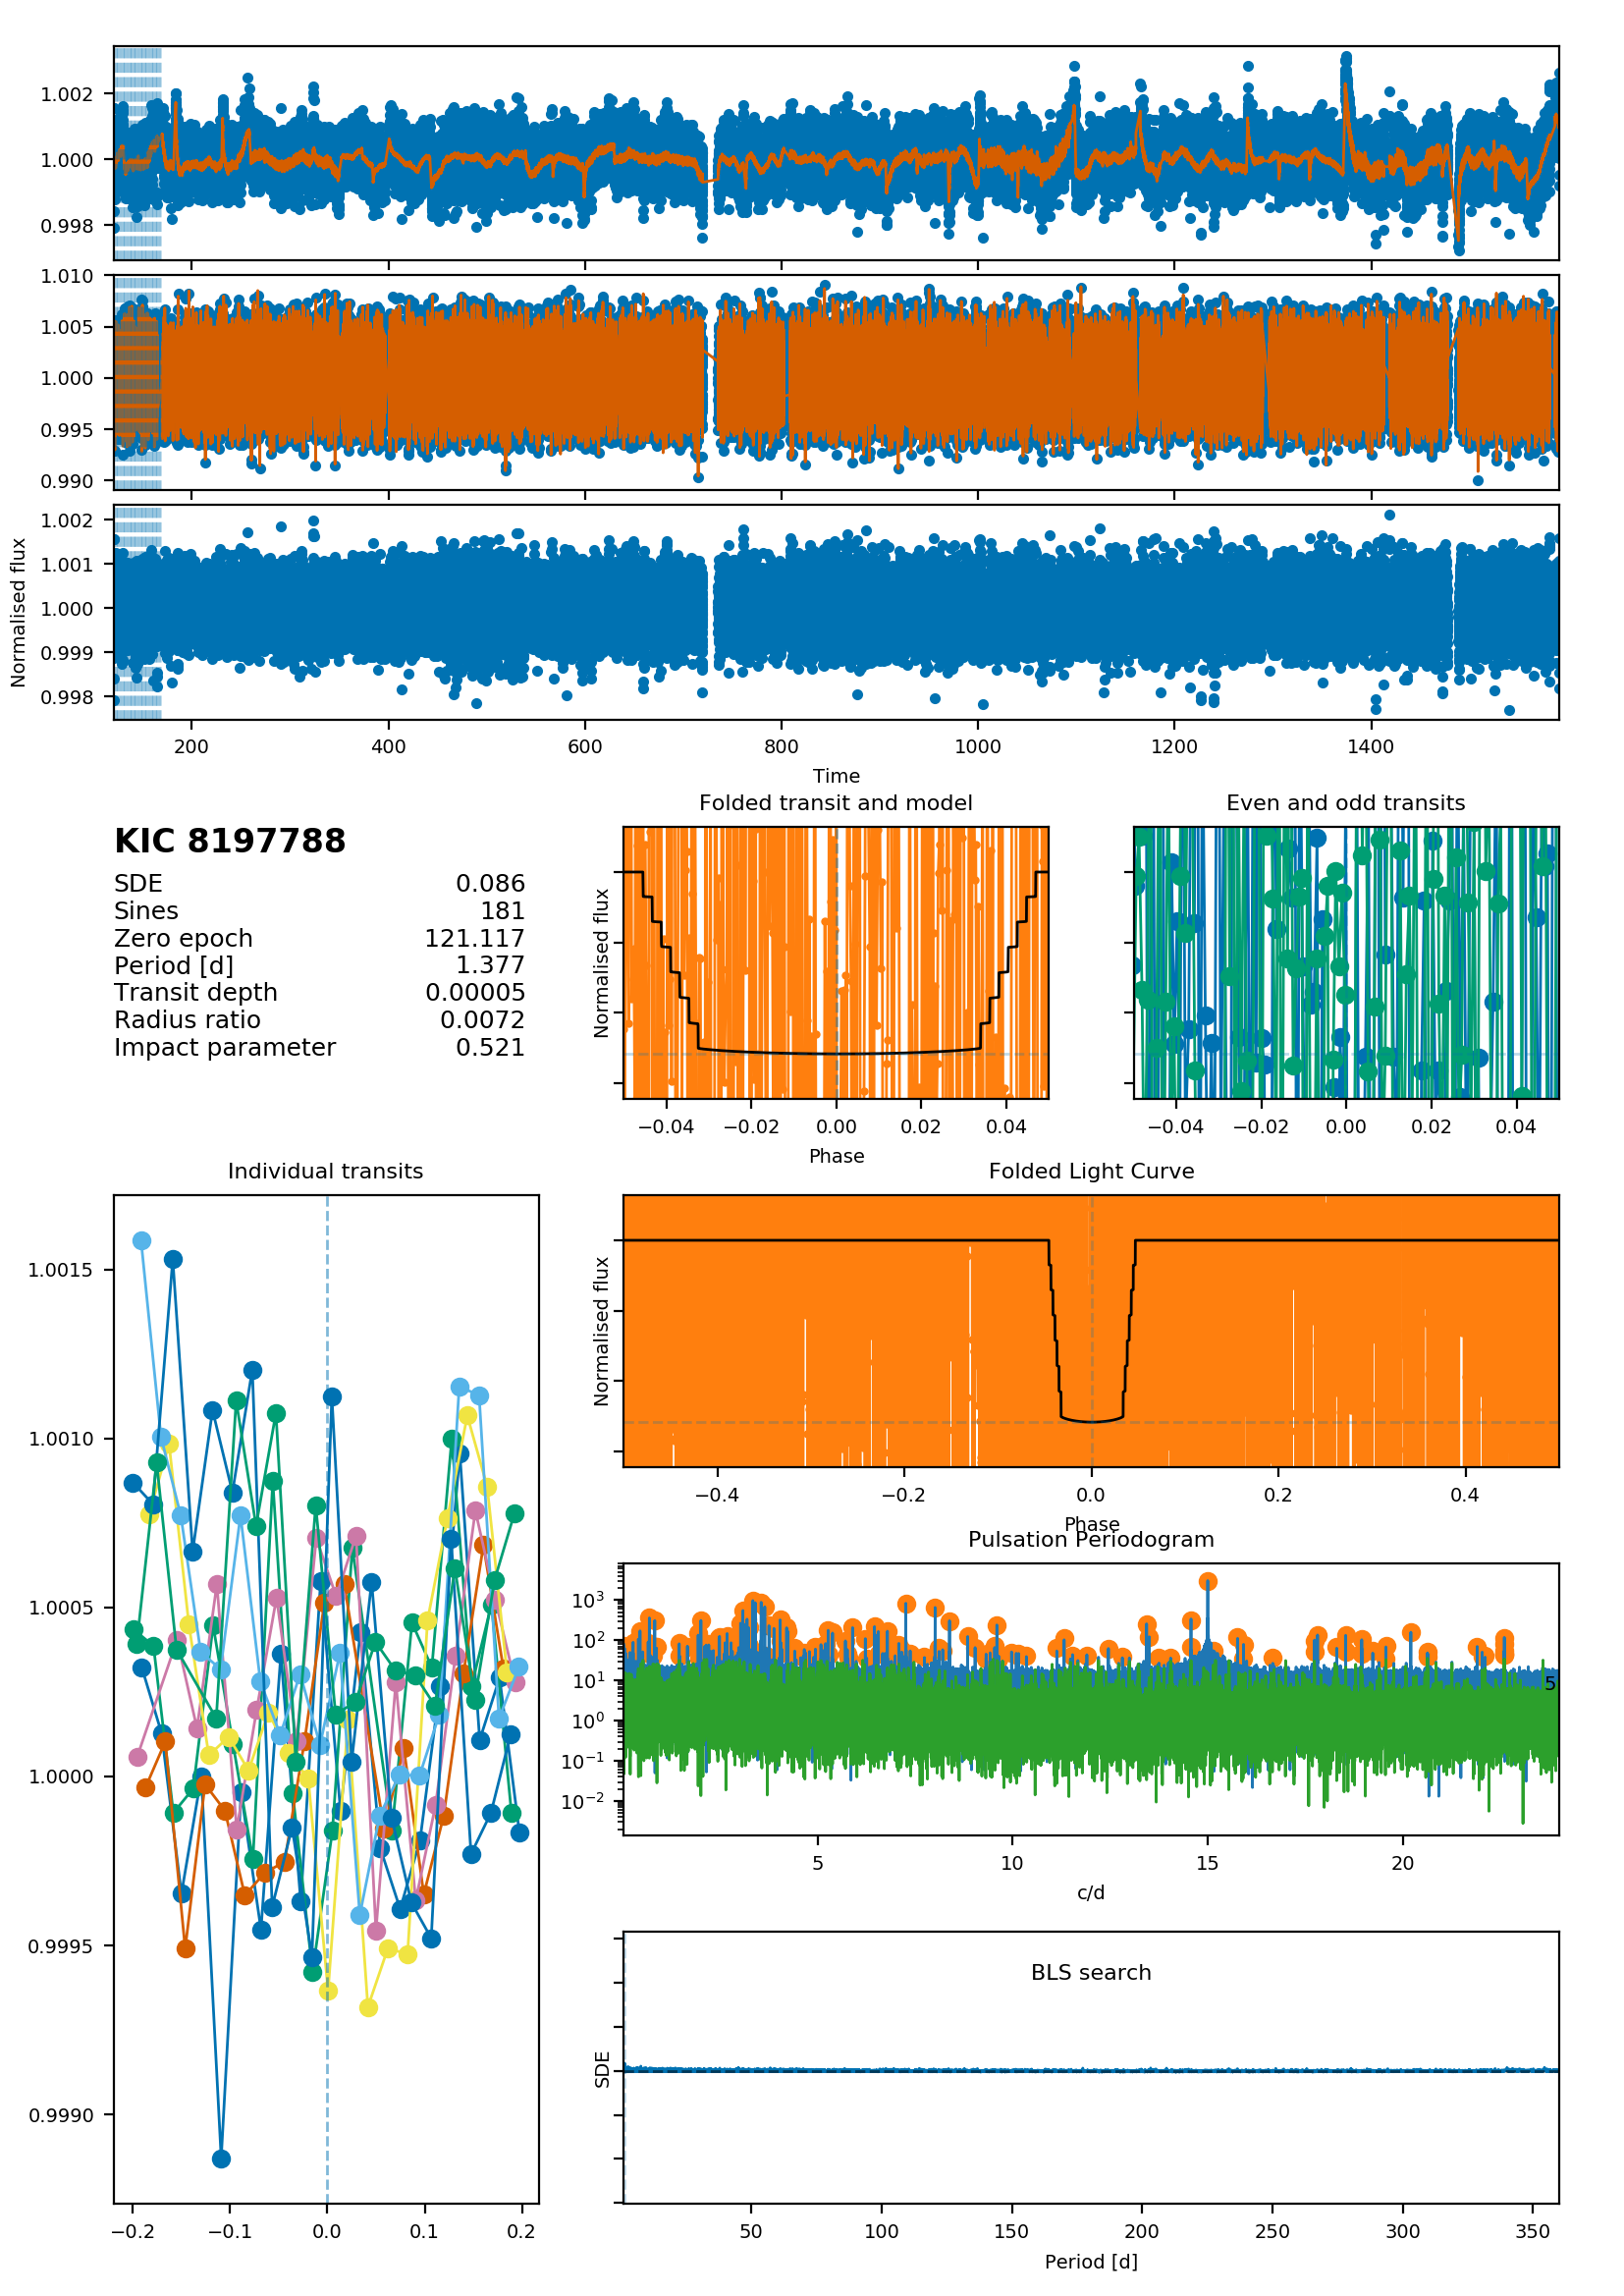 1.002
1.000
0.998
1.010
1.005
1.000
0.995
0.990
1.002
1.001
1.000
0.999
0.998
Normalised flux
200 400 600 800 1000 1200 1400
Time
KIC 8197788
SDE 0.086
Sines 181
Zero epoch 121.117
Period [d] 1.377
Transit depth 0.00005
Radius ratio 0.0072
Impact parameter 0.521
Folded transit and model
Normalised flux
−0.04 −0.02 0.00 0.02 0.04
Phase
Even and odd transits
−0.04 −0.02 0.00 0.02 0.04
Individual transits
1.0015
1.0010
1.0005
1.0000
0.9995
0.9990
−0.2 −0.1 0.0 0.1 0.2
Folded Light Curve
Normalised flux
−0.4 −0.2 0.0 0.2 0.4
Phase
Pulsation Periodogram
10³
10²
10¹
10⁰
10⁻¹
10⁻²
5
5 10 15 20
c/d
BLS search
SDE
50 100 150 200 250 300 350
Period [d]